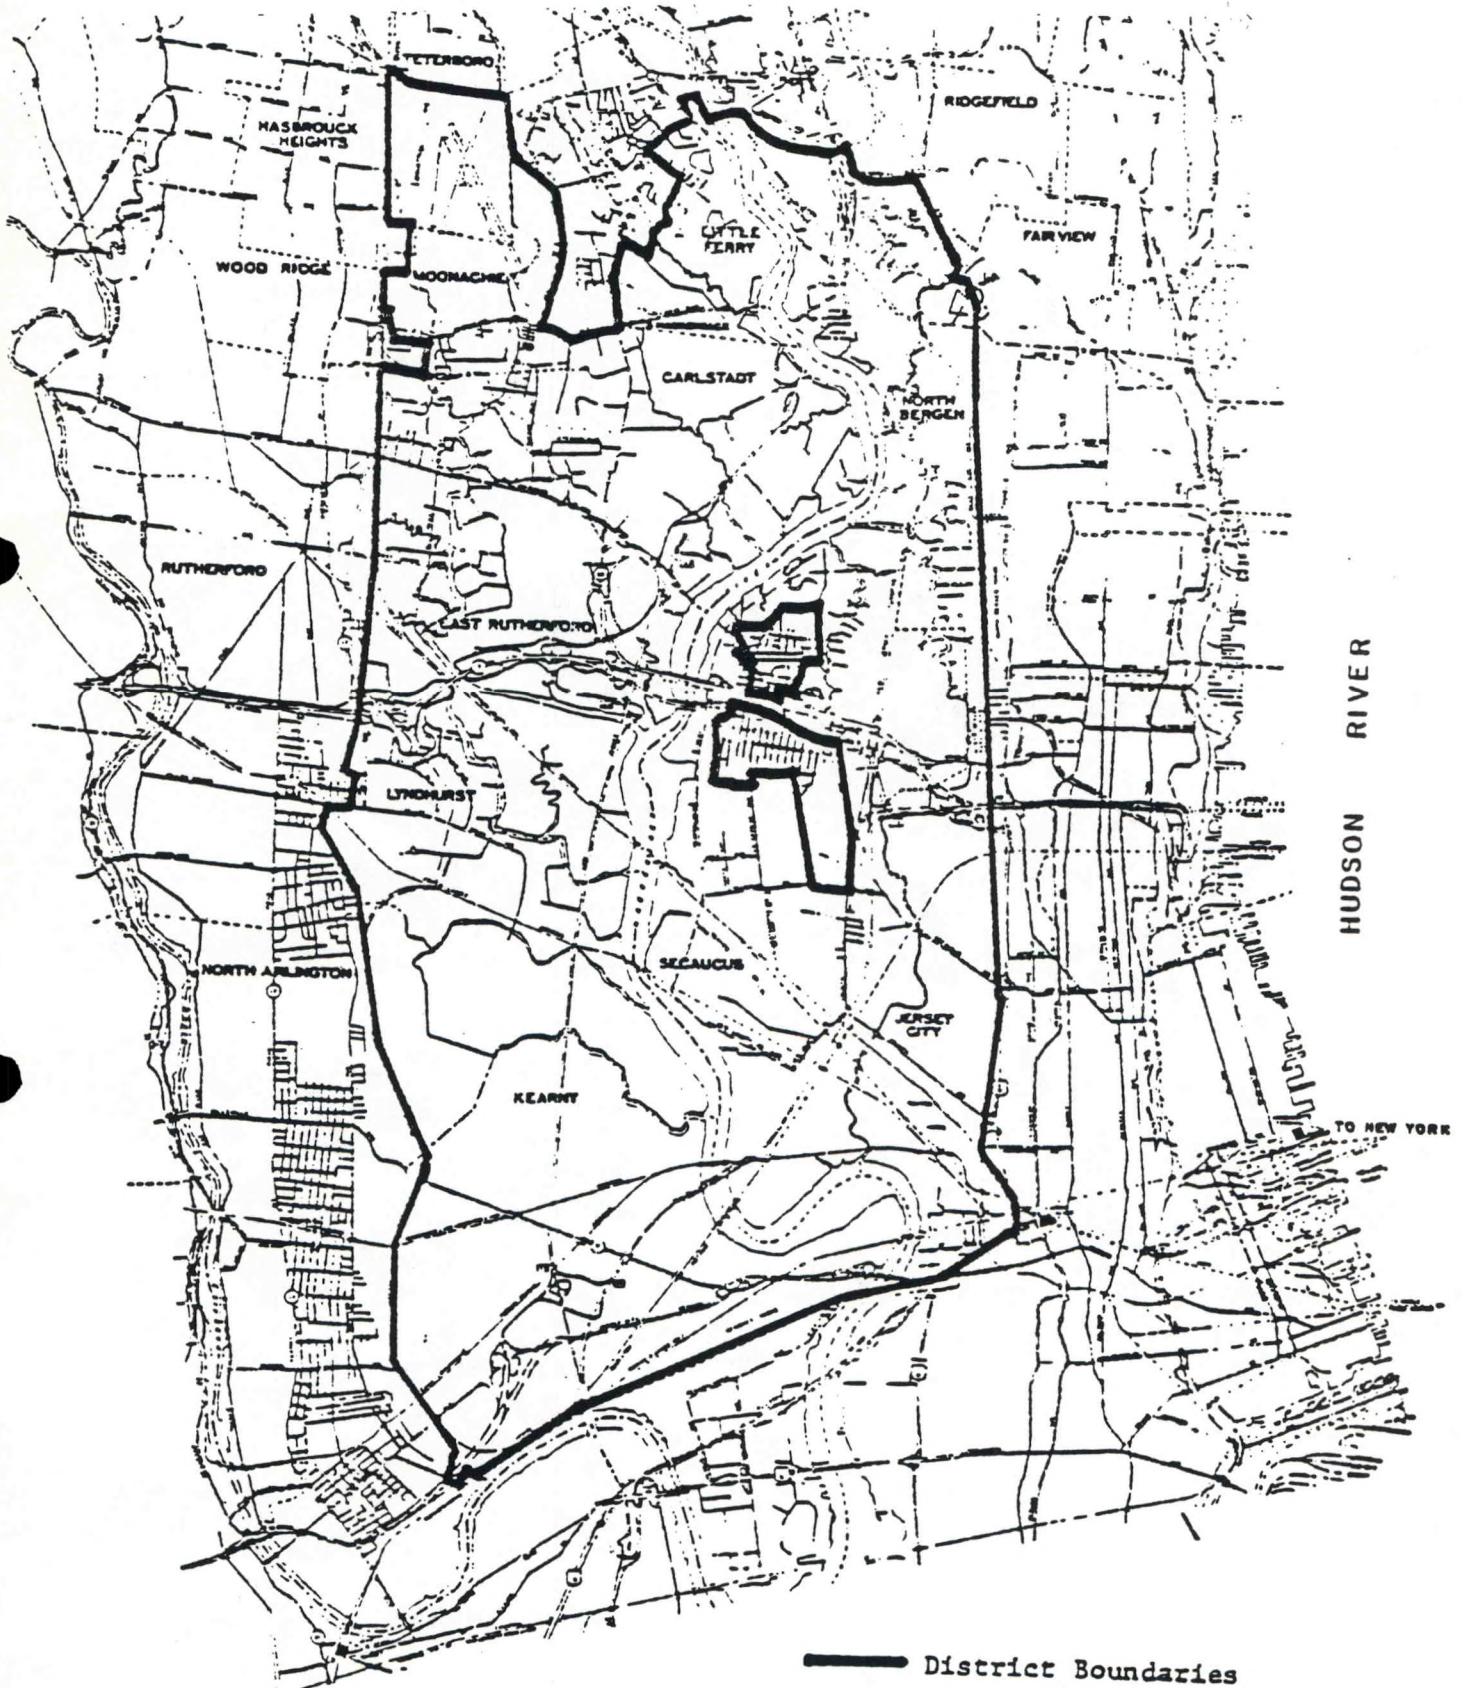 TETERBORO
RIDGEFIELD
HASBROUCK
HEIGHTS
LITTLE
FERRY
FAIRVIEW
WOOD RIDGE
MOONACHIE
CARLSTADT
NORTH
BERGEN
RUTHERFORD
EAST RUTHERFORD
HUDSON RIVER
LYNDHURST
NORTH ARLINGTON
SECAUCUS
JERSEY
CITY
KEARNY
TO NEW YORK
District Boundaries